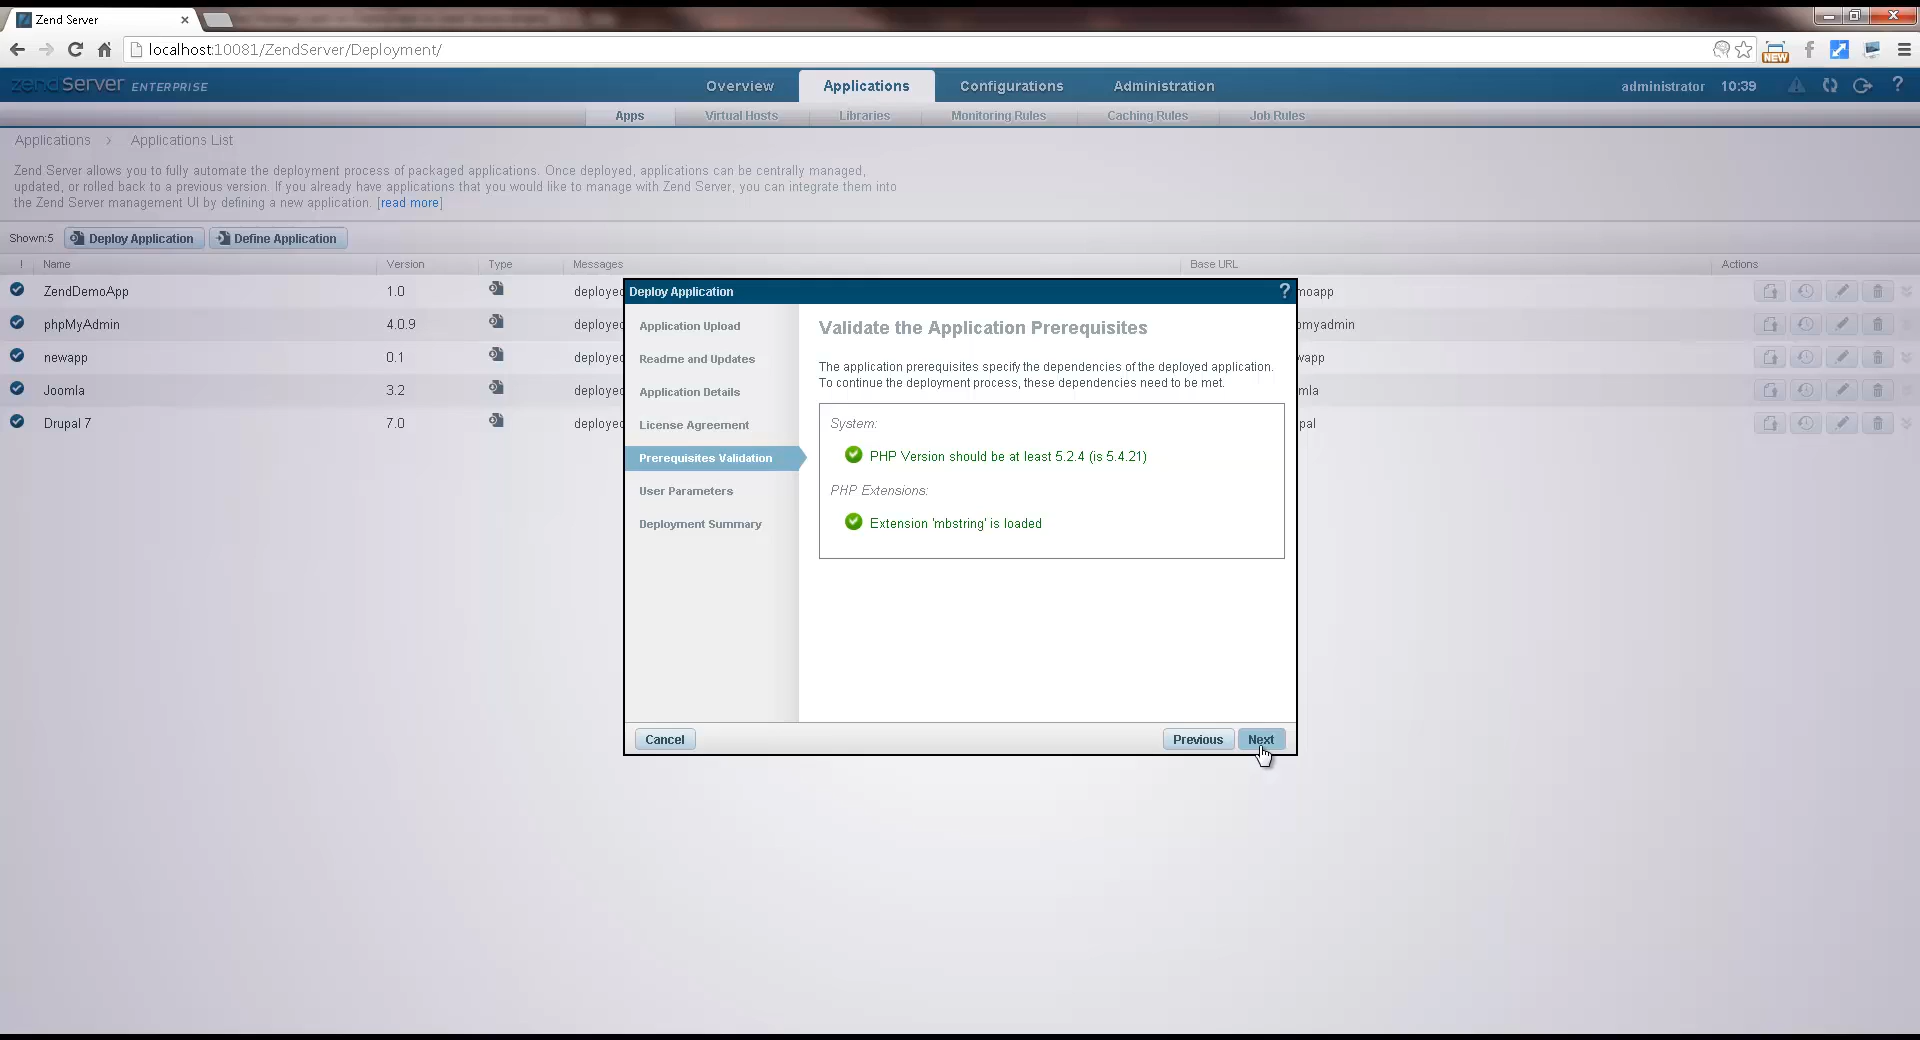 Zend Server
localhost:10081/ZendServer/Deployment/
NEW
zendServer ENTERPRISE
Overview
Applications
Configurations
Administration
administrator
10:39
?
Apps
Virtual Hosts
Libraries
Monitoring Rules
Caching Rules
Job Rules
Applications > Applications List
Zend Server allows you to fully automate the deployment process of packaged applications. Once deployed, applications can be centrally managed,
updated, or rolled back to a previous version. If you already have applications that you would like to manage with Zend Server, you can integrate them into
the Zend Server management UI by defining a new application. [read more]
Shown:5
Deploy Application
Define Application
! Name Version Type Messages Base URL Actions
ZendDemoApp 1.0 deployed moapp
phpMyAdmin 4.0.9 deployed omyadmin
newapp 0.1 deployed vapp
Joomla 3.2 deployed mla
Drupal 7 7.0 deployed pal
Deploy Application ?
Application Upload
Readme and Updates
Application Details
License Agreement
Prerequisites Validation
User Parameters
Deployment Summary
Validate the Application Prerequisites
The application prerequisites specify the dependencies of the deployed application.
To continue the deployment process, these dependencies need to be met.
System:
PHP Version should be at least 5.2.4 (is 5.4.21)
PHP Extensions:
Extension 'mbstring' is loaded
Cancel
Previous
Next